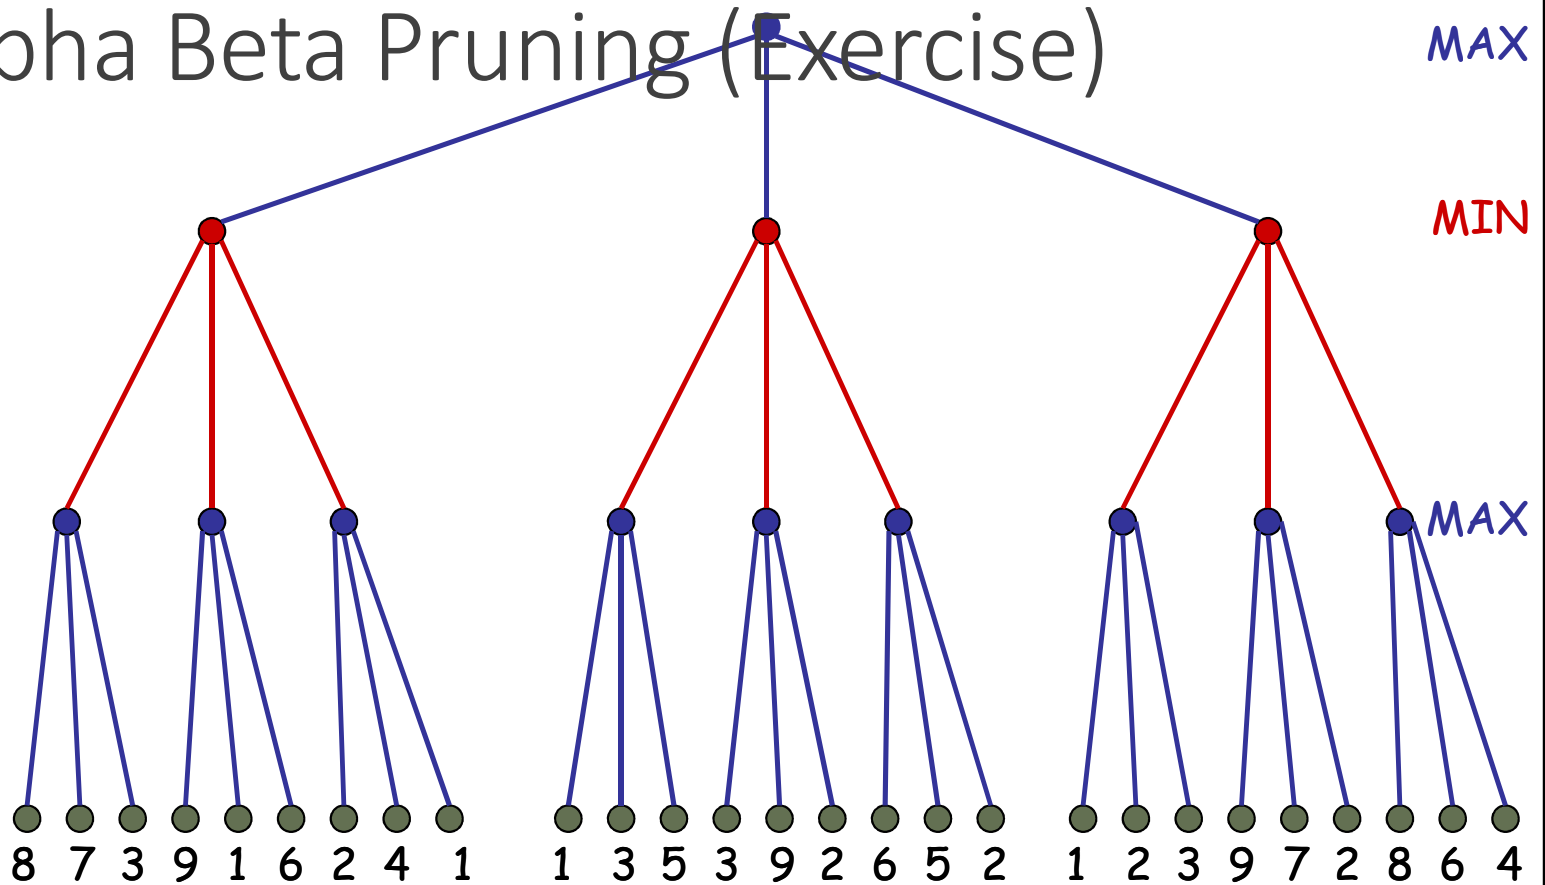 pha Beta Pruning (Exercise)
MAX
MIN
MAX
8 7 3 9 1 6 2 4 1 1 3 5 3 9 2 6 5 2 1 2 3 9 7 2 8 6 4